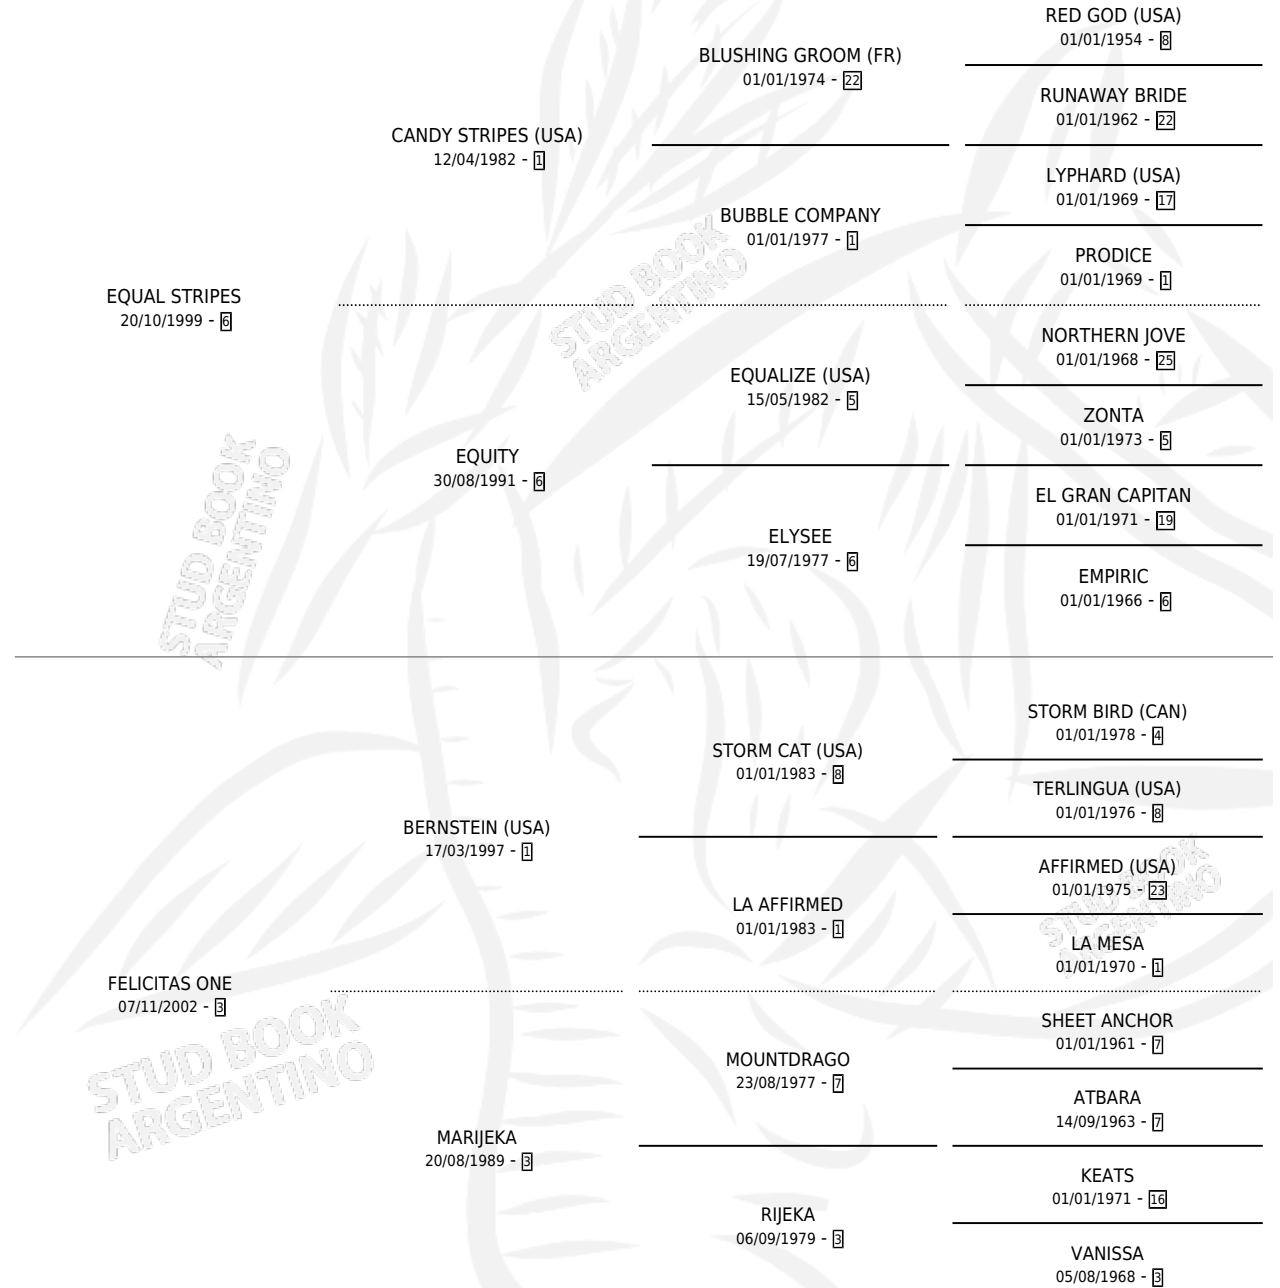 RED GOD (USA)
01/01/1954 - 8
BLUSHING GROOM (FR)
01/01/1974 - 22
RUNAWAY BRIDE
01/01/1962 - 22
CANDY STRIPES (USA)
12/04/1982 - 1
LYPHARD (USA)
01/01/1969 - 17
BUBBLE COMPANY
01/01/1977 - 1
PRODICE
01/01/1969 - 1
EQUAL STRIPES
20/10/1999 - 6
NORTHERN JOVE
01/01/1968 - 25
EQUALIZE (USA)
15/05/1982 - 5
ZONTA
01/01/1973 - 5
EQUITY
30/08/1991 - 6
EL GRAN CAPITAN
01/01/1971 - 19
ELYSEE
19/07/1977 - 6
EMPIRIC
01/01/1966 - 6
STUD BOOK
ARGENTINO
STUD BOOK
ARGENTINO
STORM BIRD (CAN)
01/01/1978 - 4
STORM CAT (USA)
01/01/1983 - 8
TERLINGUA (USA)
01/01/1976 - 8
BERNSTEIN (USA)
17/03/1997 - 1
AFFIRMED (USA)
01/01/1975 - 23
LA AFFIRMED
01/01/1983 - 1
LA MESA
01/01/1970 - 1
FELICITAS ONE
07/11/2002 - 3
SHEET ANCHOR
01/01/1961 - 7
MOUNTDRAGO
23/08/1977 - 7
ATBARA
14/09/1963 - 7
MARIJEKA
20/08/1989 - 3
KEATS
01/01/1971 - 16
RIJEKA
06/09/1979 - 3
VANISSA
05/08/1968 - 3
STUD BOOK
ARGENTINO
STUD BOOK
ARGENTINO